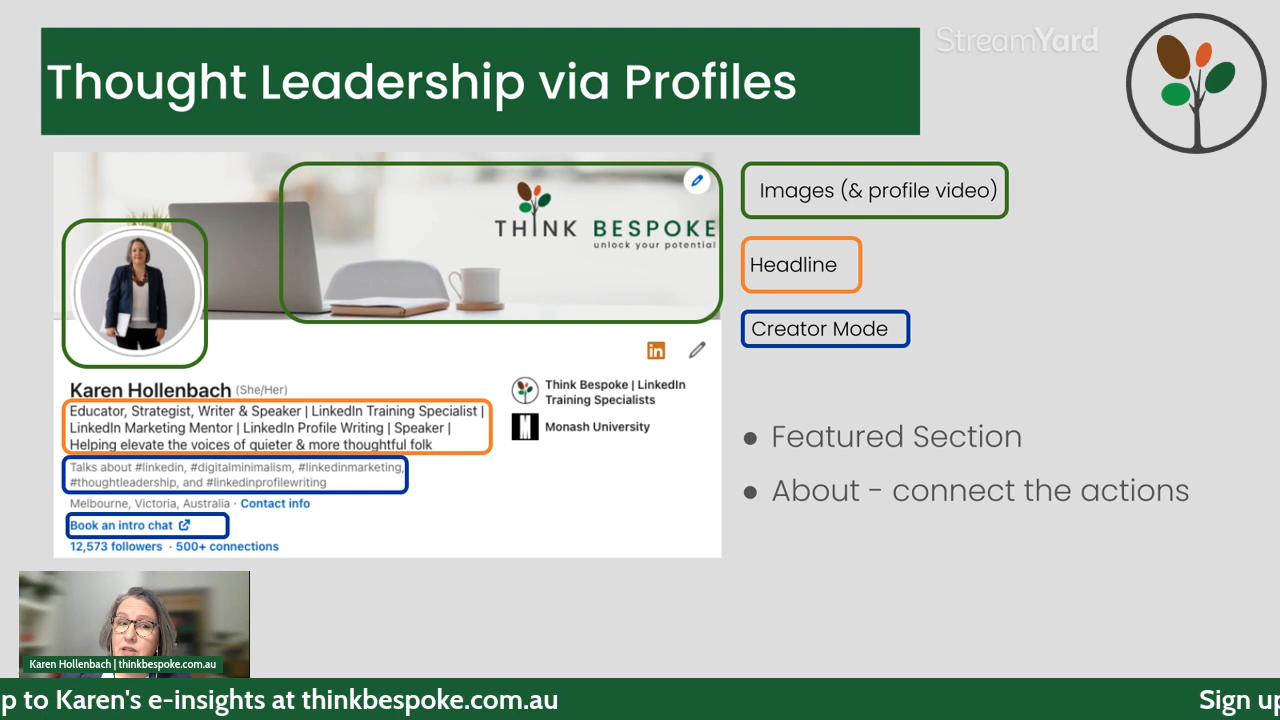 StreamYard
Thought Leadership via Profiles
THINK BESPOKE
unlock your potential
Images (& profile video)
Headline
Creator Mode
in
Karen Hollenbach (She/Her)
Educator, Strategist, Writer & Speaker | LinkedIn Training Specialist |
LinkedIn Marketing Mentor | LinkedIn Profile Writing | Speaker |
Helping elevate the voices of quieter & more thoughtful folk
Talks about #linkedin, #digitalminimalism, #linkedinmarketing,
#thoughtleadership, and #linkedinprofilewriting
Melbourne, Victoria, Australia · Contact info
Book an intro chat
12,573 followers · 500+ connections
Think Bespoke | LinkedIn
Training Specialists
Monash University
● Featured Section
● About - connect the actions
Karen Hollenbach | thinkbespoke.com.au
p to Karen's e-insights at thinkbespoke.com.au
Sign up